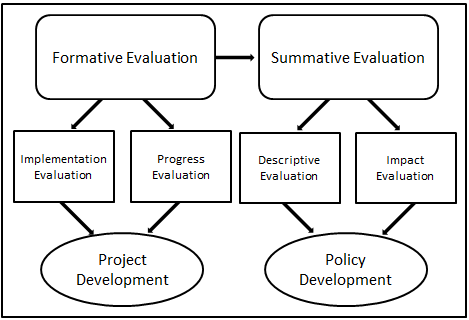 Formative Evaluation
Summative Evaluation
Implementation
Evaluation
Progress
Evaluation
Descriptive
Evaluation
Impact
Evaluation
Project
Development
Policy
Development